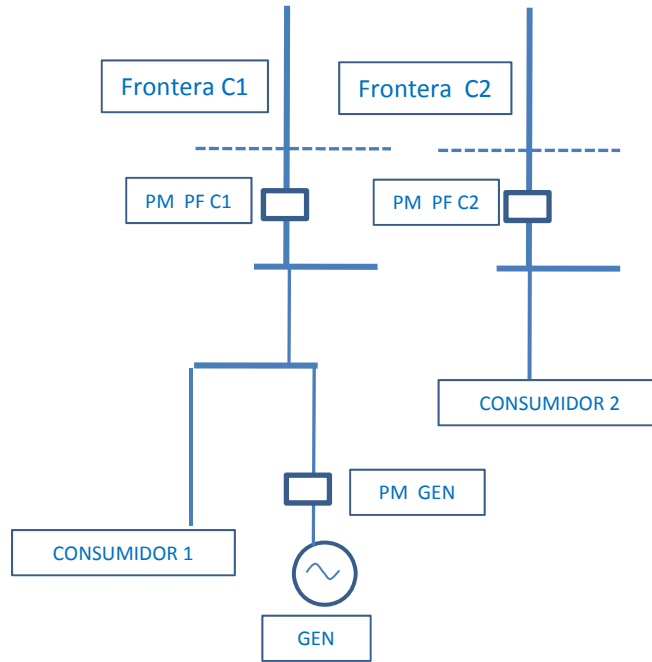 Frontera C1
Frontera C2
PM PF C1
PM PF C2
CONSUMIDOR 2
PM GEN
CONSUMIDOR 1
GEN